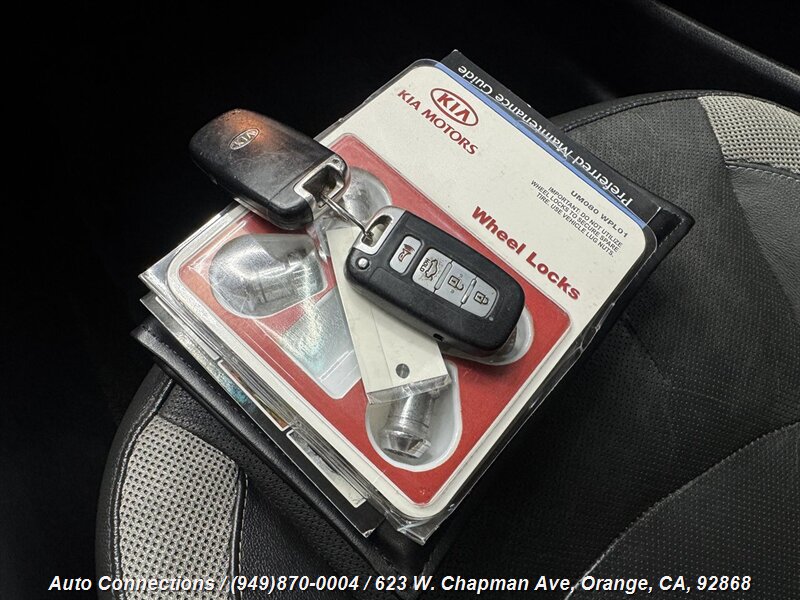 Preferred Maintenance Guide
KIA
KIA MOTORS
UM080 WPL01
IMPORTANT: DO NOT UTILIZE
WHEEL LOCKS TO SECURE SPARE
TIRE. USE VEHICLE LUG NUTS.
Wheel Locks
KIA
HOLD
Auto Connections / (949)870-0004 / 623 W. Chapman Ave, Orange, CA, 92868